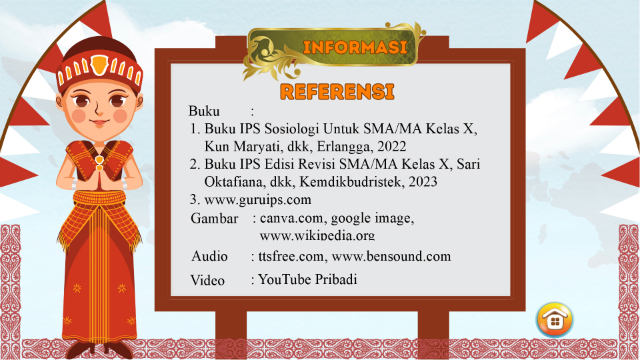 INFORMASI
REFERENSI
Buku :
1. Buku IPS Sosiologi Untuk SMA/MA Kelas X,
Kun Maryati, dkk, Erlangga, 2022
2. Buku IPS Edisi Revisi SMA/MA Kelas X, Sari
Oktafiana, dkk, Kemdikbudristek, 2023
3. www.guruips.com
Gambar : canva.com, google image,
www.wikipedia.org
Audio : ttsfree.com, www.bensound.com
Video : YouTube Pribadi